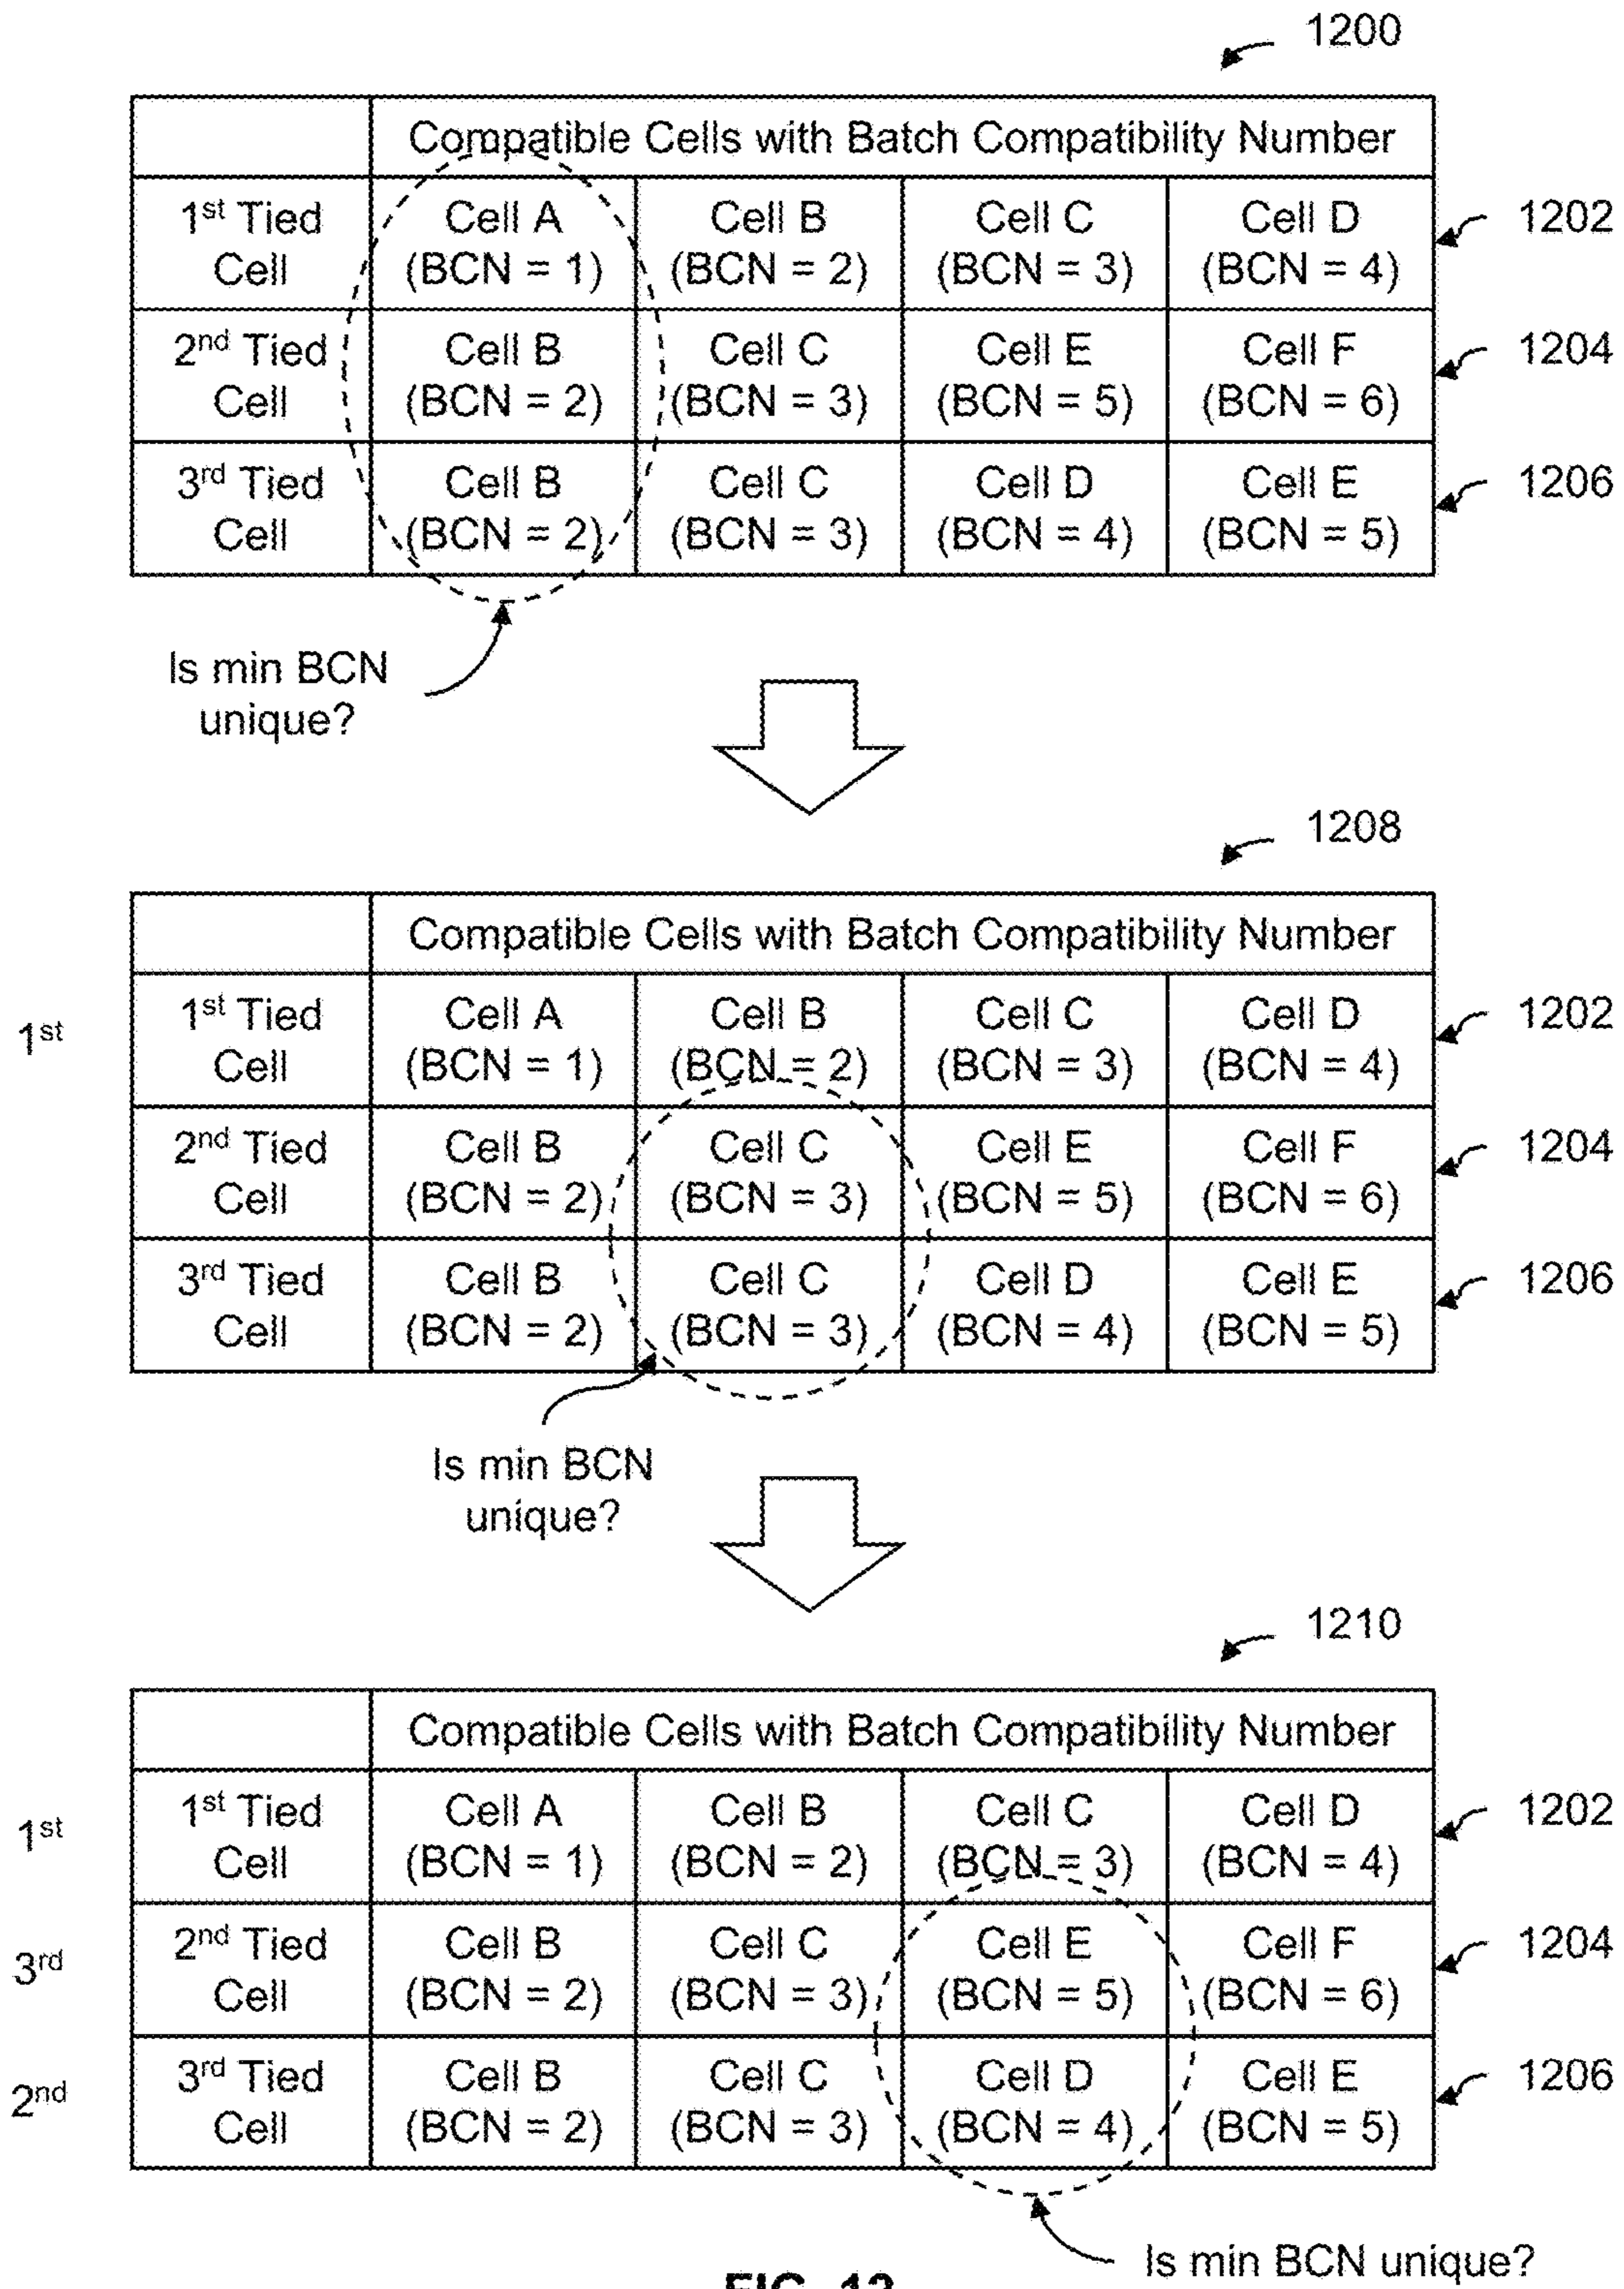 1200
Compatible Cells with Batch Compatibility Number
1st Tied Cell A Cell B Cell C Cell D 1202
Cell (BCN = 1) (BCN = 2) (BCN = 3) (BCN = 4)
2nd Tied Cell B Cell C Cell E Cell F 1204
Cell (BCN = 2) (BCN = 3) (BCN = 5) (BCN = 6)
3rd Tied Cell B Cell C Cell D Cell E 1206
Cell (BCN = 2) (BCN = 3) (BCN = 4) (BCN = 5)
Is min BCN
unique?
1208
Compatible Cells with Batch Compatibility Number
1st 1st Tied Cell A Cell B Cell C Cell D 1202
Cell (BCN = 1) (BCN = 2) (BCN = 3) (BCN = 4)
2nd Tied Cell B Cell C Cell E Cell F 1204
Cell (BCN = 2) (BCN = 3) (BCN = 5) (BCN = 6)
3rd Tied Cell B Cell C Cell D Cell E 1206
Cell (BCN = 2) (BCN = 3) (BCN = 4) (BCN = 5)
Is min BCN
unique?
1210
Compatible Cells with Batch Compatibility Number
1st 1st Tied Cell A Cell B Cell C Cell D 1202
Cell (BCN = 1) (BCN = 2) (BCN = 3) (BCN = 4)
3rd 2nd Tied Cell B Cell C Cell E Cell F 1204
Cell (BCN = 2) (BCN = 3) (BCN = 5) (BCN = 6)
2nd 3rd Tied Cell B Cell C Cell D Cell E 1206
Cell (BCN = 2) (BCN = 3) (BCN = 4) (BCN = 5)
Is min BCN unique?